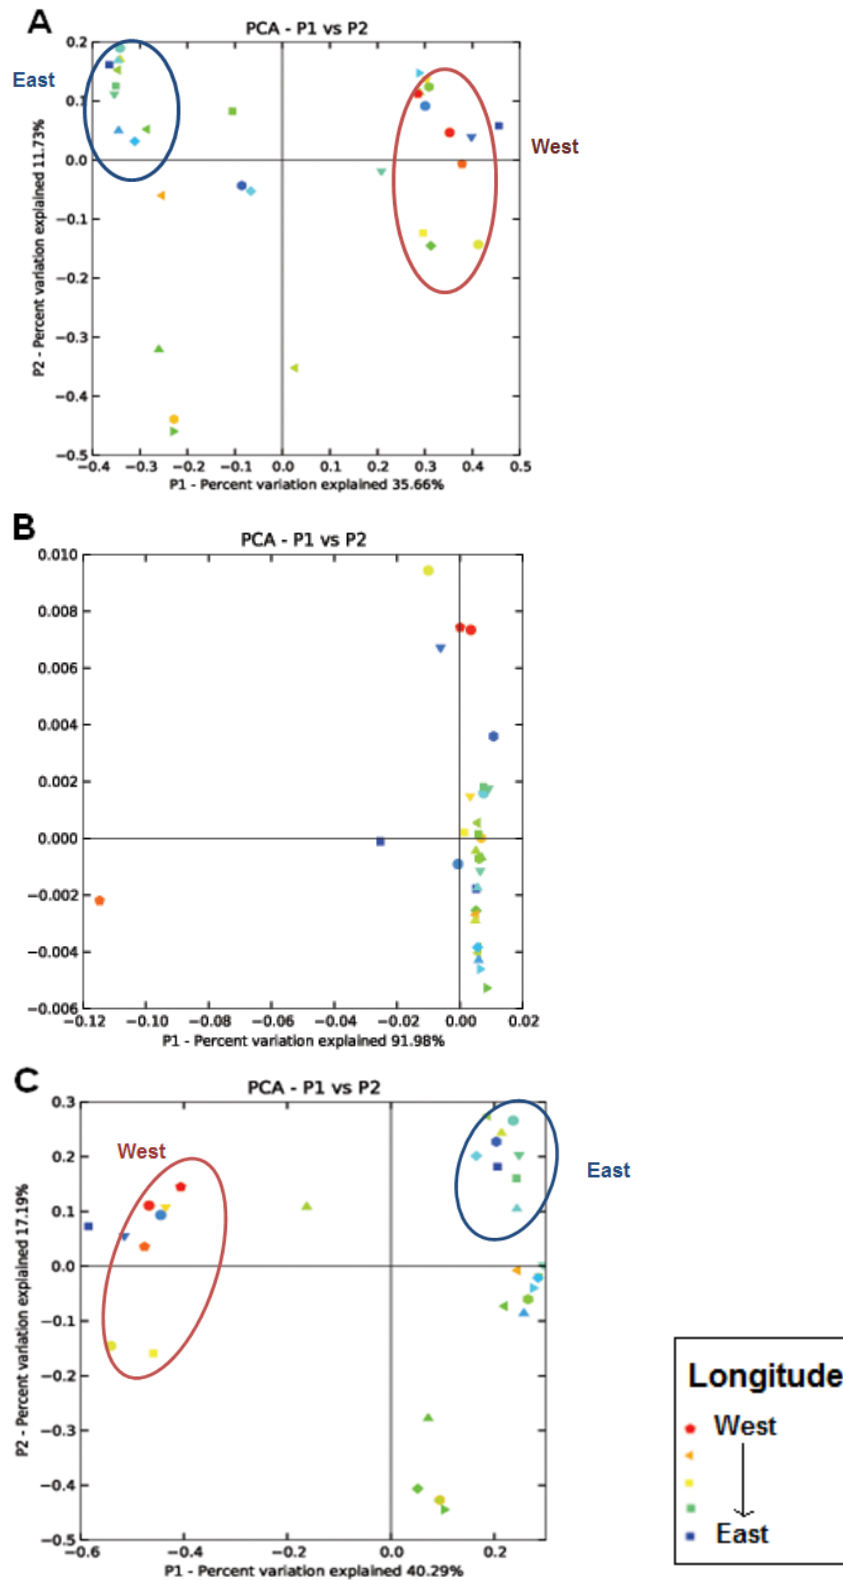 A
PCA - P1 vs P2
East
West
0.2
0.1
0.0
−0.1
−0.2
−0.3
−0.4
−0.5
P2 - Percent variation explained 11.73%
−0.4 −0.3 −0.2 −0.1 0.0 0.2 0.2 0.3 0.4 0.5
P1 - Percent variation explained 35.66%
B
PCA - P1 vs P2
0.010
0.008
0.006
0.004
0.002
0.000
−0.002
−0.004
−0.006
−0.12 −0.10 −0.08 −0.06 −0.04 −0.02 0.00 0.02
P1 - Percent variation explained 91.98%
C
PCA - P1 vs P2
West
East
0.3
0.2
0.1
0.0
−0.1
−0.2
−0.3
−0.4
−0.5
P2 - Percent variation explained 17.19%
−0.6 −0.4 −0.2 0.0 0.2
P1 - Percent variation explained 40.29%
Longitude
West
East